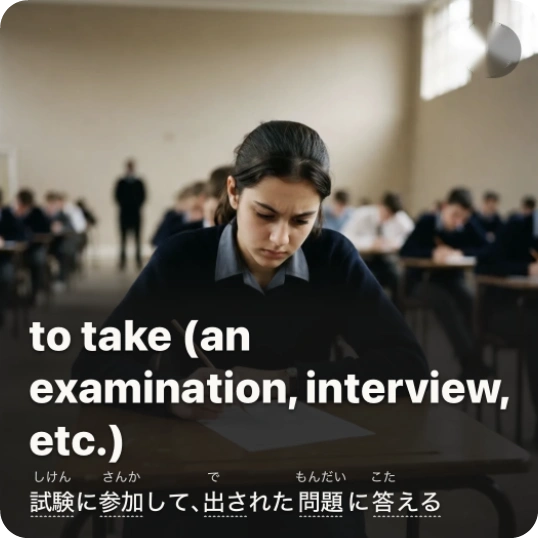 to take (an
examination, interview,
etc.)
しけん さんか で もんだい こた
試験に参加して、出された問題に答える